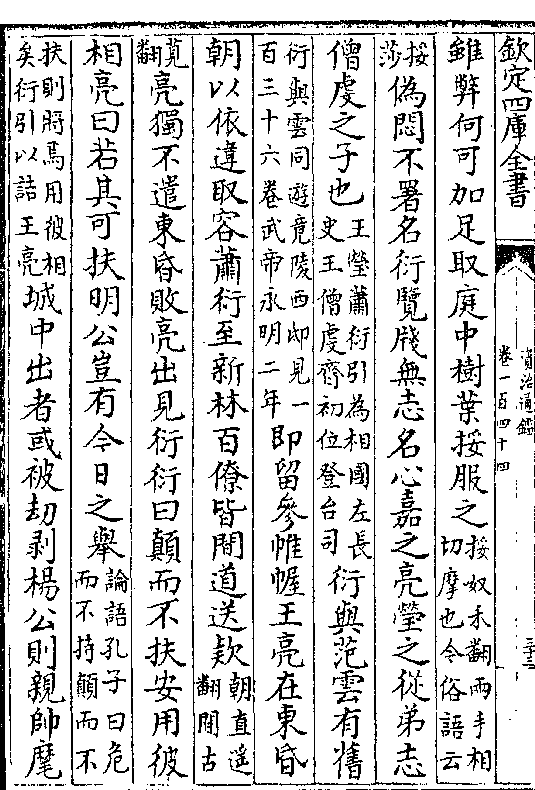 欽定四庫全書
資治通鑑
卷一百四十四
二十三
雖弊何可加足取庭中樹葉挼服之挼奴禾翻兩手相切摩也今俗語云
挼莎偽悶不署名衍覽牋無志名心嘉之亮瑩之從弟志
僧虔之子也王瑩蕭衍引為相國左長史王僧虔齊初位登台司衍與范雲有舊
衍與雲同遊竟陵西邸見一百三十六卷武帝永明二年即留參帷幄王亮在東昏
朝以依違取容蕭衍至新林百僚皆間道送款朝直遥翻間古
莧翻亮獨不遣東昏敗亮出見衍衍曰顛而不扶安用彼
相亮曰若其可扶明公豈有今日之舉論語孔子曰危而不持顛而不
扶則將焉用彼相矣衍引以詰王亮城中出者或被刼剥楊公則親帥麾